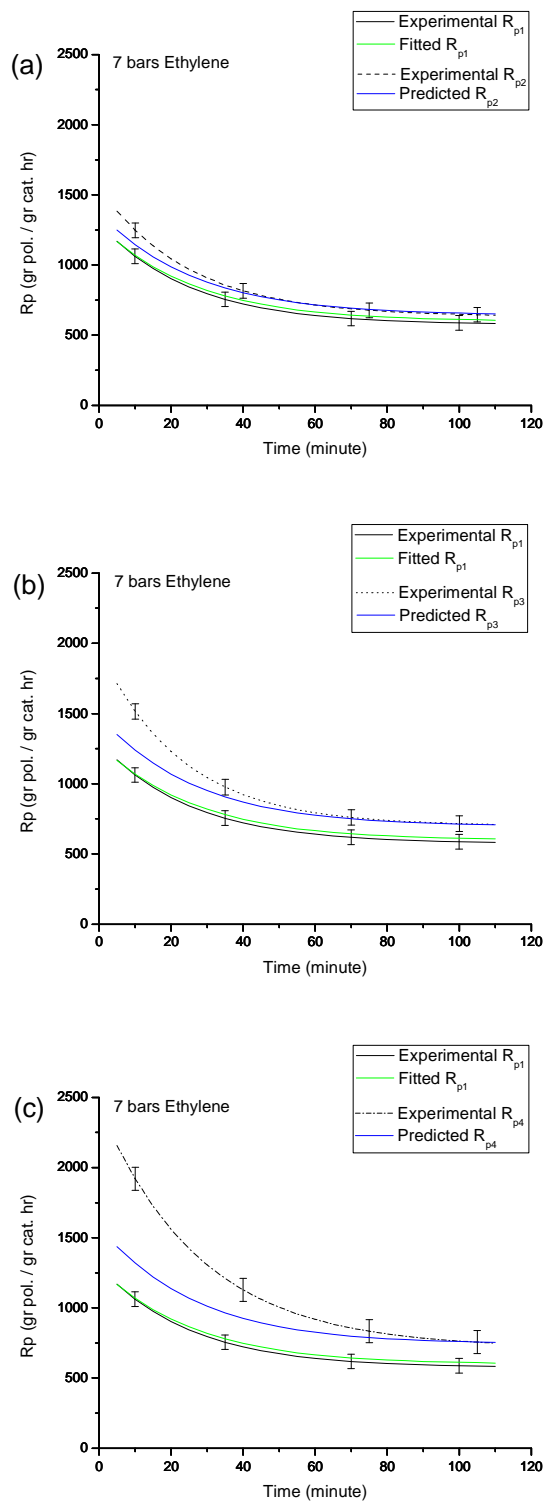 Experimental Rp1
Fitted Rp1
Experimental Rp2
Predicted Rp2
(a)
7 bars Ethylene
2500
2000
1500
1000
500
0
Rp (gr pol. / gr cat. hr)
0 20 40 60 80 100 120
Time (minute)
Experimental Rp1
Fitted Rp1
Experimental Rp3
Predicted Rp3
(b)
7 bars Ethylene
2500
2000
1500
1000
500
0
Rp (gr pol. / gr cat. hr)
0 20 40 60 80 100 120
Time (minute)
Experimental Rp1
Fitted Rp1
Experimental Rp4
Predicted Rp4
(c)
7 bars Ethylene
2500
2000
1500
1000
500
0
Rp (gr pol. / gr cat. hr)
0 20 40 60 80 100 120
Time (minute)